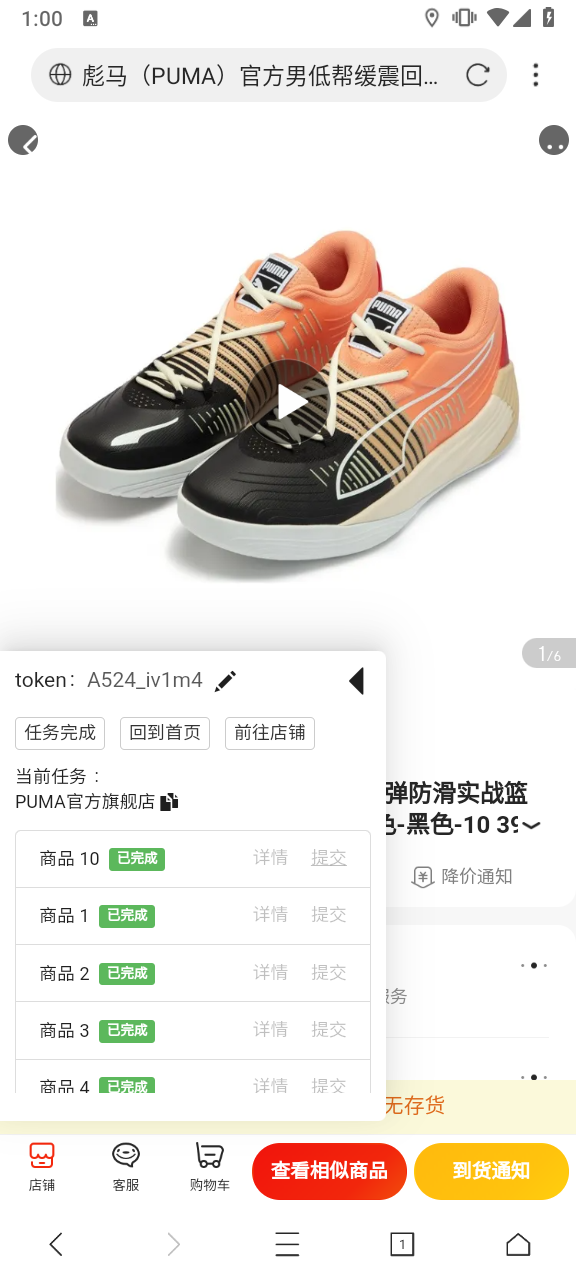 1:00
A
彪马（PUMA）官方男低帮缓震回...
PUMA
PUMA
1/6
token： A524_iv1m4
任务完成 回到首页 前往店铺
当前任务：
PUMA官方旗舰店
弹防滑实战篮
色-黑色-10 39
降价通知
商品 10 已完成 详情 提交
商品 1 已完成 详情 提交
商品 2 已完成 详情 提交
服务
商品 3 已完成 详情 提交
商品 4 已完成 详情 提交
无存货
店铺 客服 购物车 查看相似商品 到货通知
1